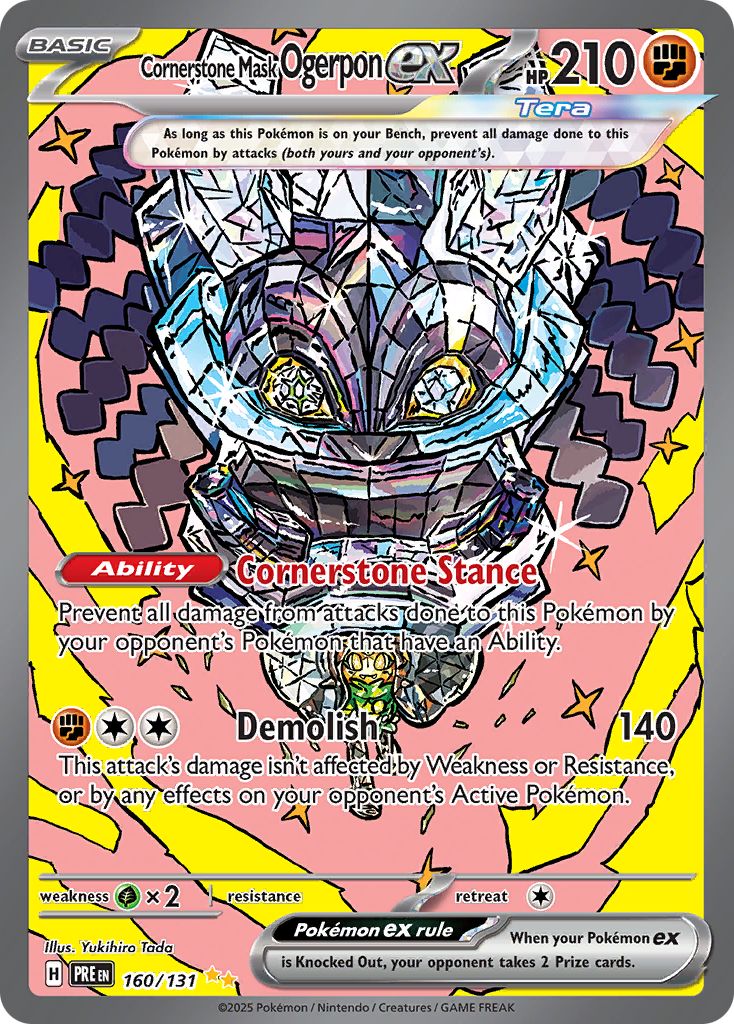 BASIC
Cornerstone Mask Ogerpon ex HP 210
Tera
As long as this Pokémon is on your Bench, prevent all damage done to this
Pokémon by attacks (both yours and your opponent's).
Ability Cornerstone Stance
Prevent all damage from attacks done to this Pokémon by
your opponent's Pokémon that have an Ability.
Demolish 140
This attack's damage isn't affected by Weakness or Resistance,
or by any effects on your opponent's Active Pokémon.
weakness ×2 resistance retreat
Illus. Yukihiro Tada
Pokémon ex rule When your Pokémon ex
is Knocked Out, your opponent takes 2 Prize cards.
H PRE EN 160/131
©2025 Pokémon / Nintendo / Creatures / GAME FREAK